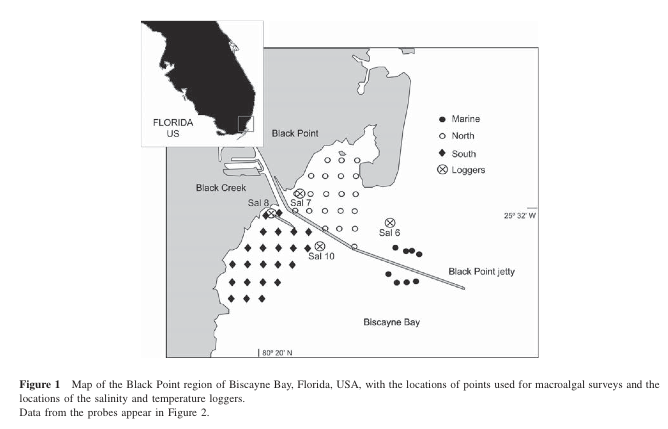 FLORIDA
US
Black Point
Marine
North
South
Loggers
Black Creek
Sal 8
Sal 7
25º 32' W
Sal 6
Sal 10
Black Point jetty
Biscayne Bay
80º 20' N
Figure 1 Map of the Black Point region of Biscayne Bay, Florida, USA, with the locations of points used for macroalgal surveys and the
locations of the salinity and temperature loggers.
Data from the probes appear in Figure 2.